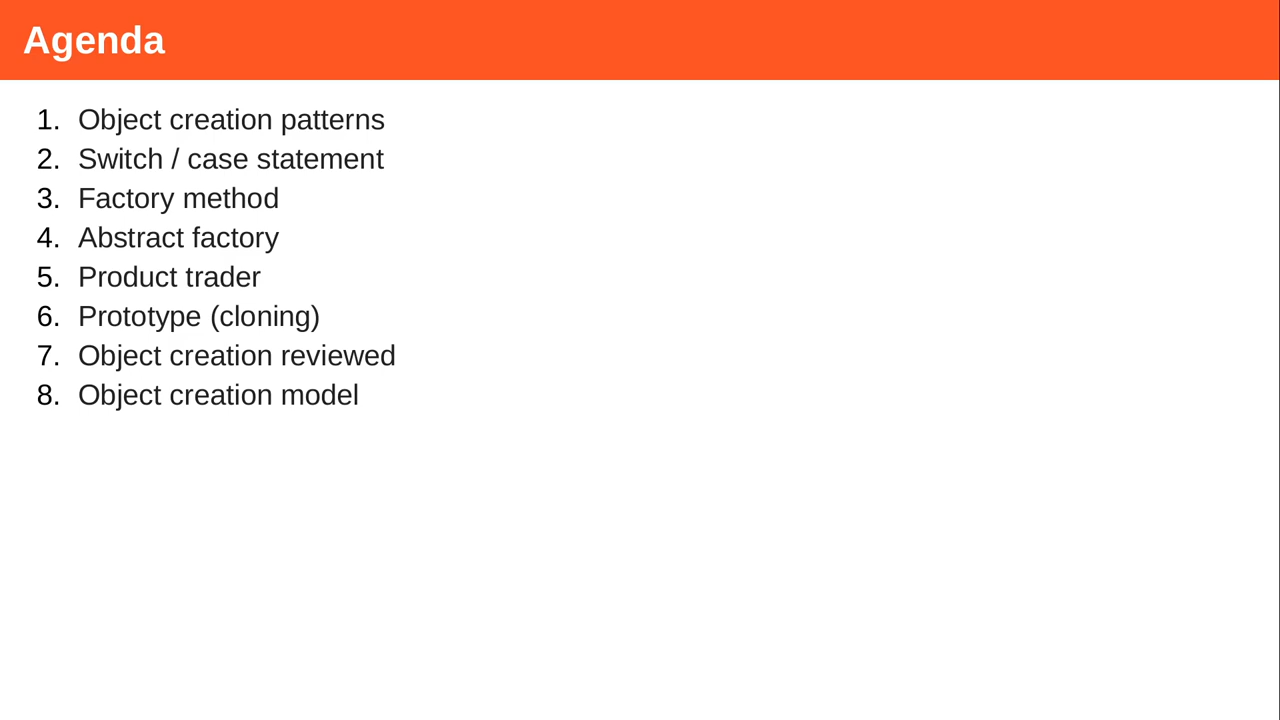 Agenda
1. Object creation patterns
2. Switch / case statement
3. Factory method
4. Abstract factory
5. Product trader
6. Prototype (cloning)
7. Object creation reviewed
8. Object creation model